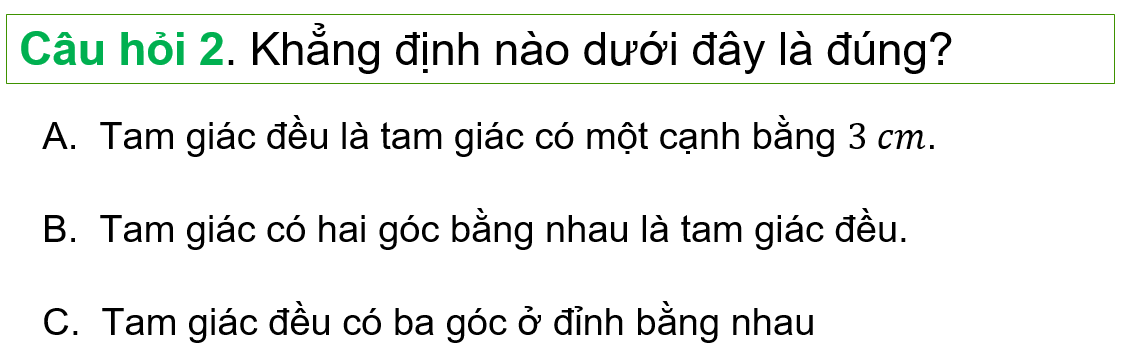 Câu hỏi 2. Khẳng định nào dưới đây là đúng?
A. Tam giác đều là tam giác có một cạnh bằng 3 cm.
B. Tam giác có hai góc bằng nhau là tam giác đều.
C. Tam giác đều có ba góc ở đỉnh bằng nhau